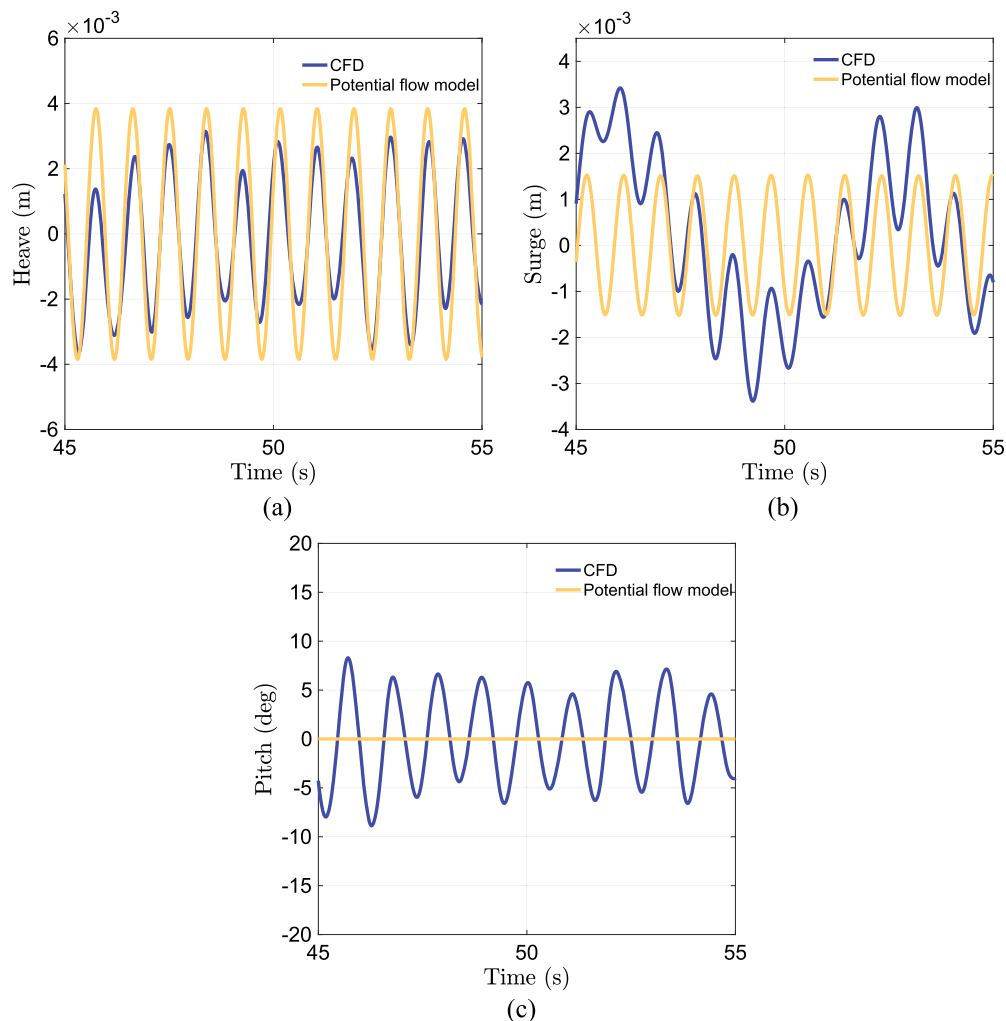 ×10⁻³
6
4
2
0
-2
-4
-6
Heave (m)
CFD
Potential flow model
45
50
55
Time (s)
(a)
×10⁻³
4
3
2
1
0
-1
-2
-3
-4
Surge (m)
CFD
Potential flow model
45
50
55
Time (s)
(b)
20
15
10
5
0
-5
-10
-15
-20
Pitch (deg)
CFD
Potential flow model
45
50
55
Time (s)
(c)